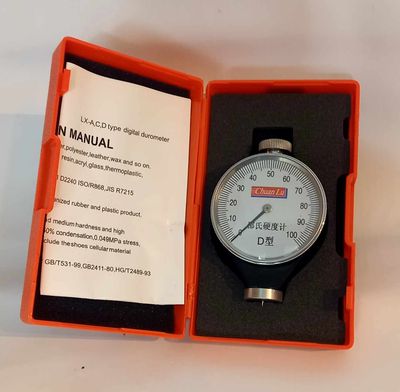 LX-A,C,D type digital durometer
N MANUAL
er,polyester,leather,wax and so on.
resin,acryl,glass,thermoplastic,
D2240 ISO/R868,JIS R7215
nized rubber and plastic product.
d medium hardness and high
0% condensation,0.049MPa stress,
clude the shoes cellular material
GB/T531-99,GB2411-80,HG/T2489-93
0
10
20
30
40
50
60
70
80
90
100
ChuanLu
邵氏硬度计
D型